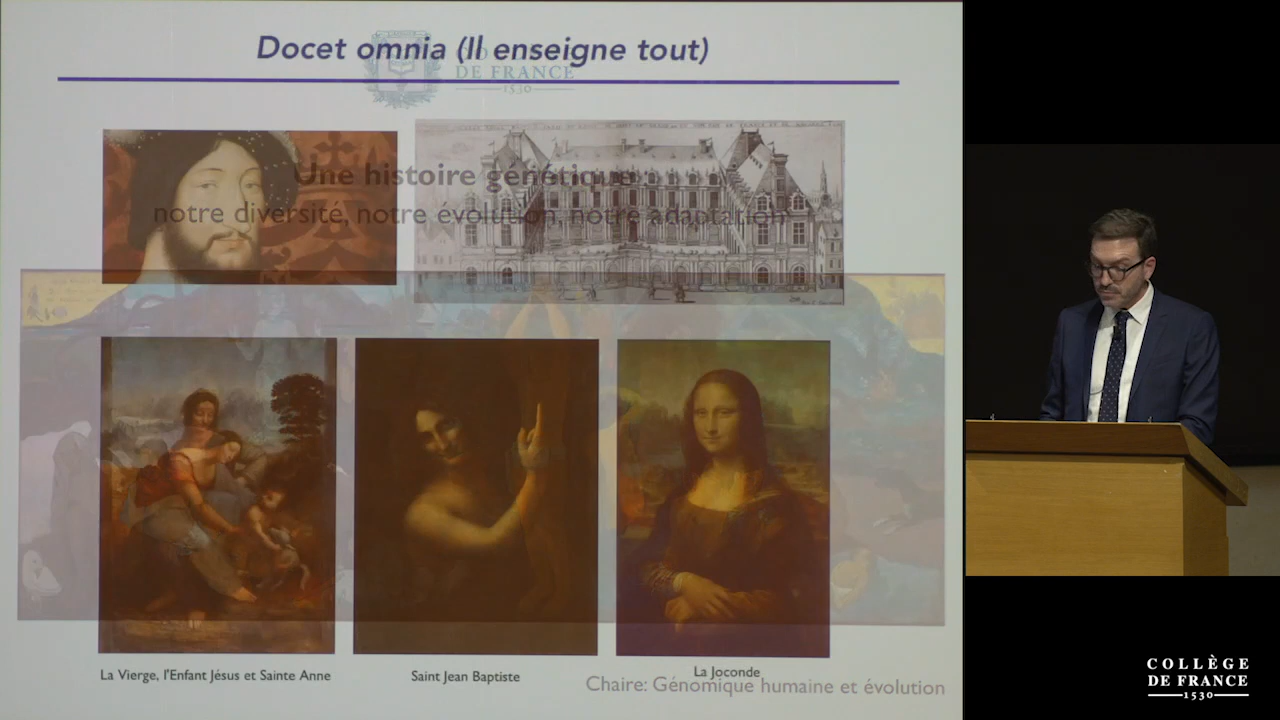 Docet omnia (Il enseigne tout)
DE FRANCE
1530
Une histoire génétique
notre diversité, notre évolution, notre adaptation
La Vierge, l'Enfant Jésus et Sainte Anne
Saint Jean Baptiste
La Joconde
Chaire: Génomique humaine et évolution
COLLÈGE
DE FRANCE
1530